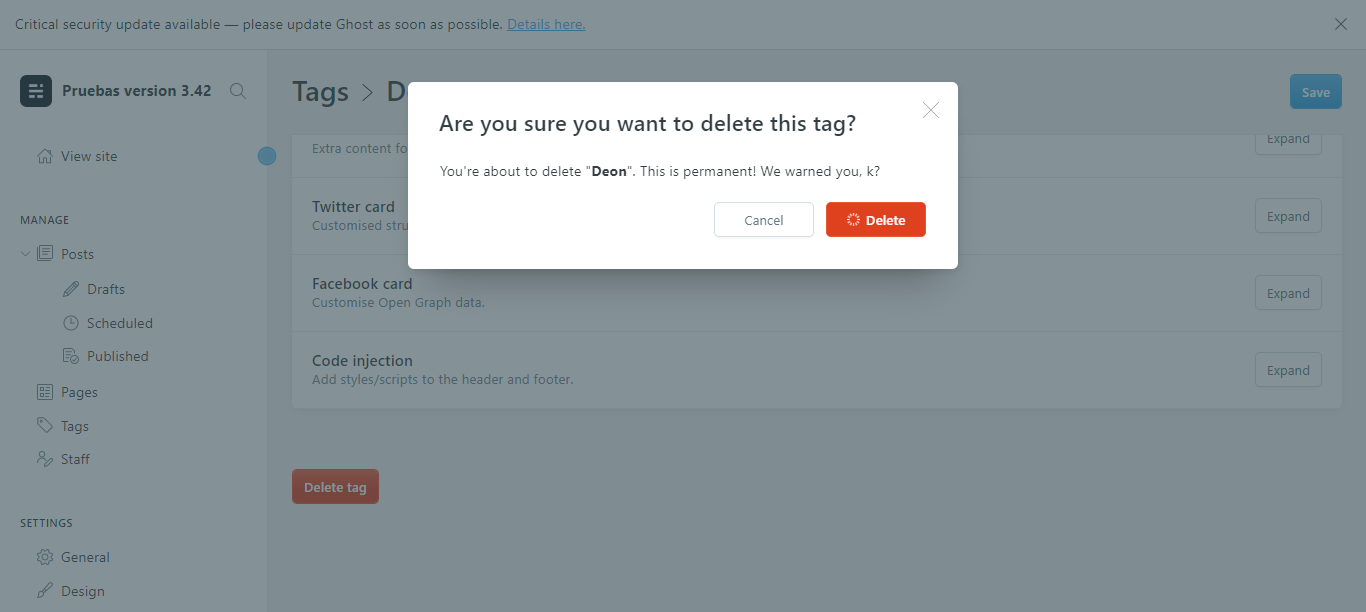 Critical security update available — please update Ghost as soon as possible. Details here.
Pruebas version 3.42
View site
MANAGE
Posts
Drafts
Scheduled
Published
Pages
Tags
Staff
SETTINGS
General
Design
Tags > D
Save
Extra content fo
Expand
Twitter card
Customised stru
Expand
Facebook card
Customise Open Graph data.
Expand
Code injection
Add styles/scripts to the header and footer.
Expand
Delete tag
Are you sure you want to delete this tag?
You're about to delete "Deon". This is permanent! We warned you, k?
Cancel
Delete